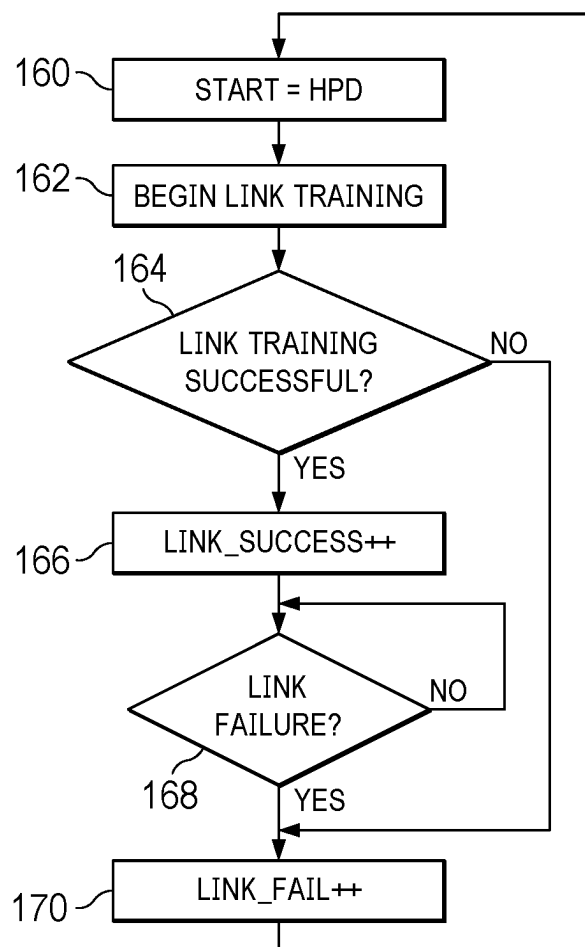 160
START = HPD
162
BEGIN LINK TRAINING
164
LINK TRAINING
SUCCESSFUL?
NO
YES
166
LINK_SUCCESS++
LINK
FAILURE?
NO
168
YES
170
LINK_FAIL++